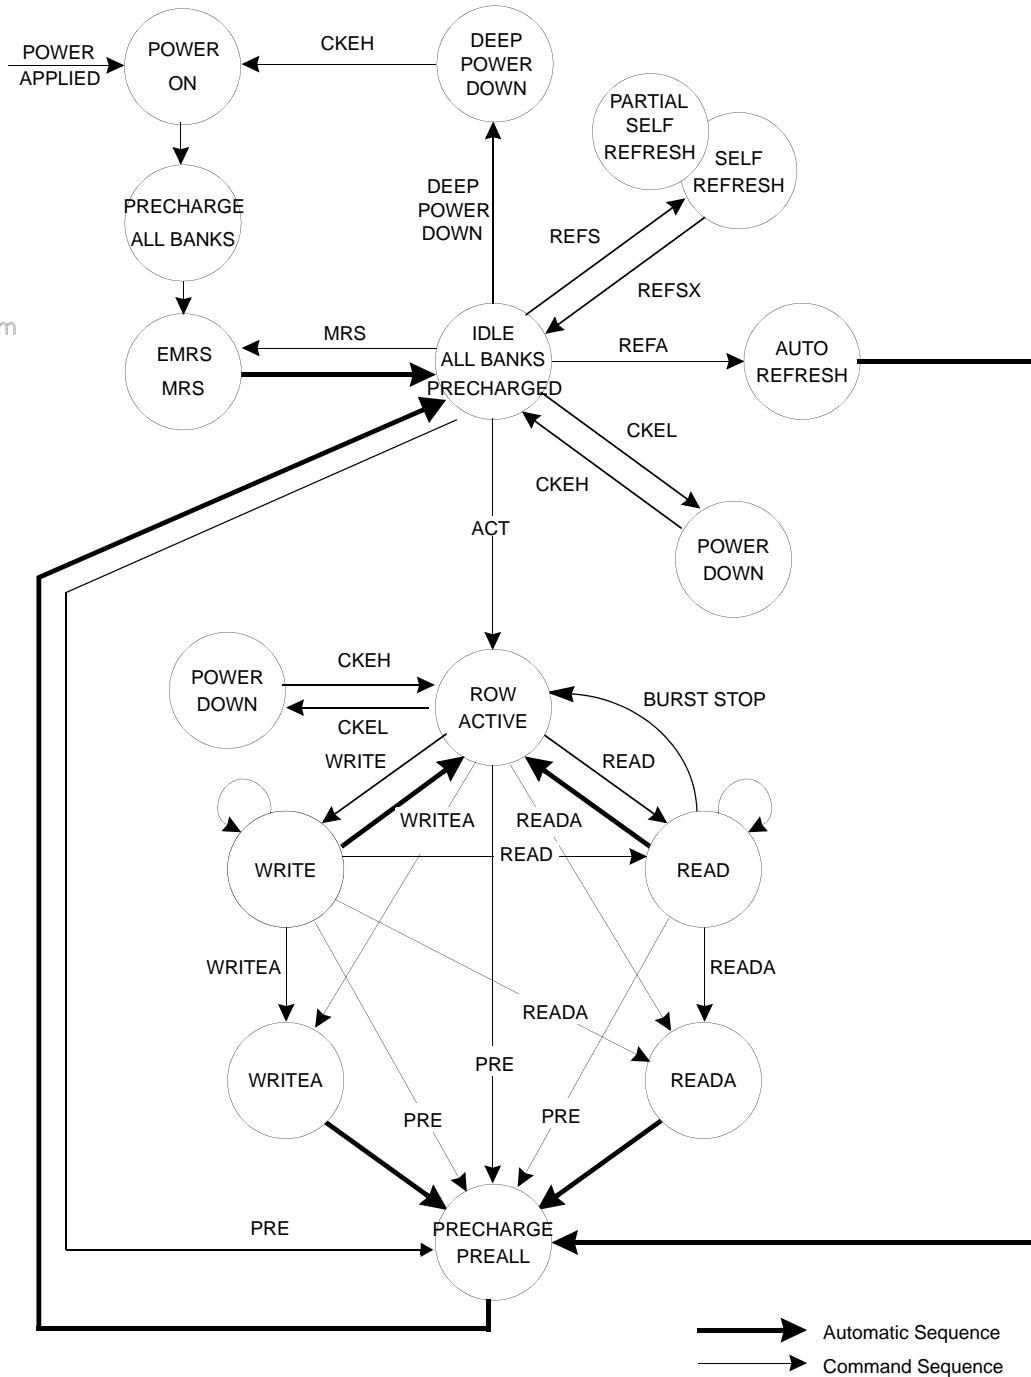 POWER
APPLIED
POWER
ON
CKEH
DEEP
POWER
DOWN
PARTIAL
SELF
REFRESH
SELF
REFRESH
PRECHARGE
ALL BANKS
DEEP
POWER
DOWN
REFS
REFSX
m
EMRS
MRS
MRS
IDLE
ALL BANKS
PRECHARGED
REFA
AUTO
REFRESH
CKEL
CKEH
ACT
POWER
DOWN
POWER
DOWN
CKEH
CKEL
ROW
ACTIVE
BURST STOP
WRITE
READ
WRITEA
READA
WRITE
READ
READ
WRITEA
READA
READA
WRITEA
PRE
READA
PRE
PRE
PRE
PRECHARGE
PREALL
Automatic Sequence
Command Sequence